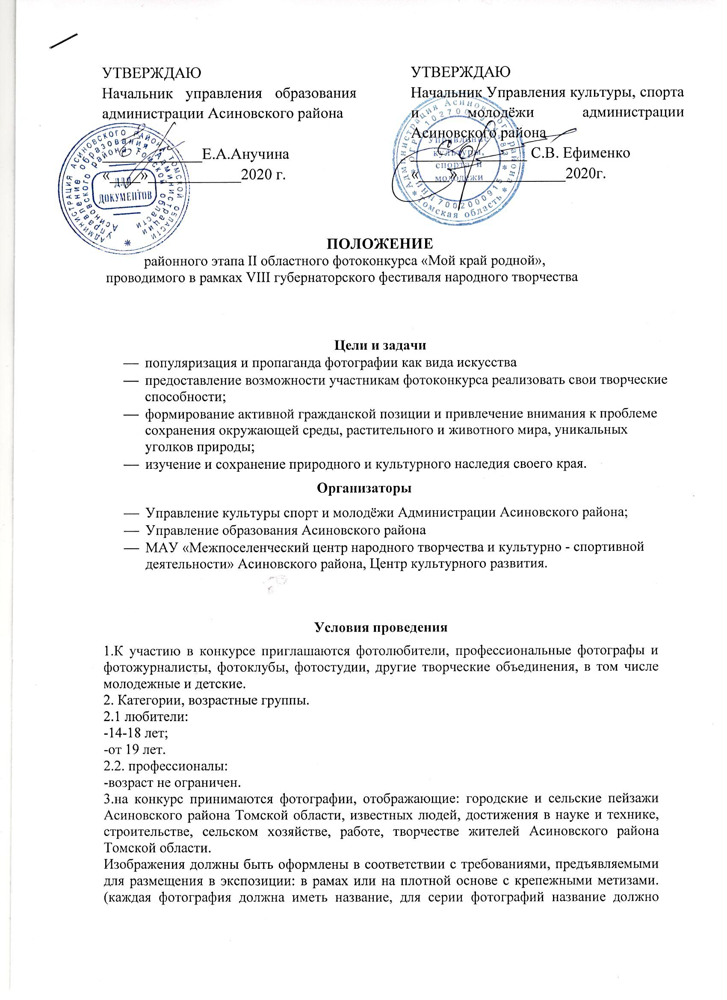 УТВЕРЖДАЮ
Начальник управления образования
администрации Асиновского района
_____________Е.А.Анучина
«____»____________2020 г.
УТВЕРЖДАЮ
Начальник Управления культуры, спорта
и молодёжи администрации
Асиновского района
_______________ С.В. Ефименко
«____»______________2020г.
АДМИНИСТРАЦИЯ АСИНОВСКОГО РАЙОНА ТОМСКОЙ ОБЛАСТИ
Управление образования Администрации
Асиновского района Томской области
ДЛЯ
ДОКУМЕНТОВ
Администрация Асиновского района
Томская область
ИНН 7002000915
Управление
культуры,
спорта и
молодежи
ПОЛОЖЕНИЕ
районного этапа II областного фотоконкурса «Мой край родной»,
проводимого в рамках VIII губернаторского фестиваля народного творчества
Цели и задачи
— популяризация и пропаганда фотографии как вида искусства
— предоставление возможности участникам фотоконкурса реализовать свои творческие
способности;
— формирование активной гражданской позиции и привлечение внимания к проблеме
сохранения окружающей среды, растительного и животного мира, уникальных
уголков природы;
— изучение и сохранение природного и культурного наследия своего края.
Организаторы
— Управление культуры спорт и молодёжи Администрации Асиновского района;
— Управление образования Асиновского района
— МАУ «Межпоселенческий центр народного творчества и культурно - спортивной
деятельности» Асиновского района, Центр культурного развития.
Условия проведения
1.К участию в конкурсе приглашаются фотолюбители, профессиональные фотографы и
фотожурналисты, фотоклубы, фотостудии, другие творческие объединения, в том числе
молодежные и детские.
2. Категории, возрастные группы.
2.1 любители:
-14-18 лет;
-от 19 лет.
2.2. профессионалы:
-возраст не ограничен.
3.на конкурс принимаются фотографии, отображающие: городские и сельские пейзажи
Асиновского района Томской области, известных людей, достижения в науке и технике,
строительстве, сельском хозяйстве, работе, творчестве жителей Асиновского района
Томской области.
Изображения должны быть оформлены в соответствии с требованиями, предъявляемыми
для размещения в экспозиции: в рамах или на плотной основе с крепежными метизами.
(каждая фотография должна иметь название, для серии фотографий название должно